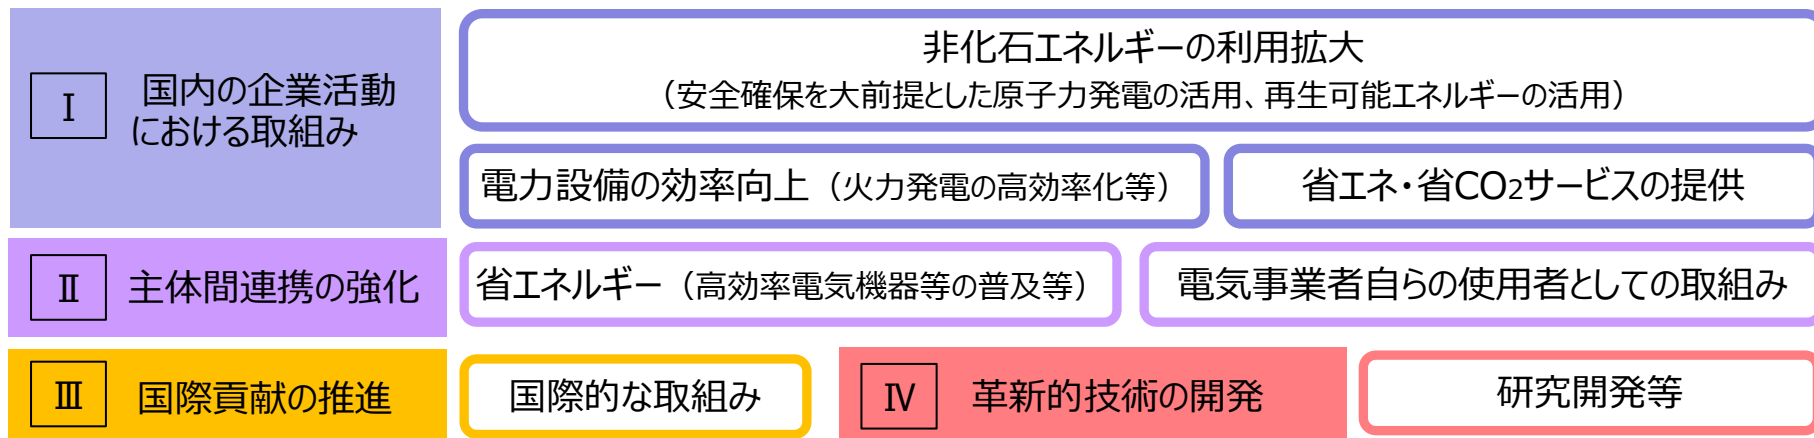 Ⅰ
国内の企業活動
における取組み
非化石エネルギーの利用拡大
（安全確保を大前提とした原子力発電の活用、再生可能エネルギーの活用）
電力設備の効率向上（火力発電の高効率化等）
省エネ・省CO2サービスの提供
Ⅱ
主体間連携の強化
省エネルギー（高効率電気機器等の普及等）
電気事業者自らの使用者としての取組み
Ⅲ
国際貢献の推進
国際的な取組み
Ⅳ
革新的技術の開発
研究開発等